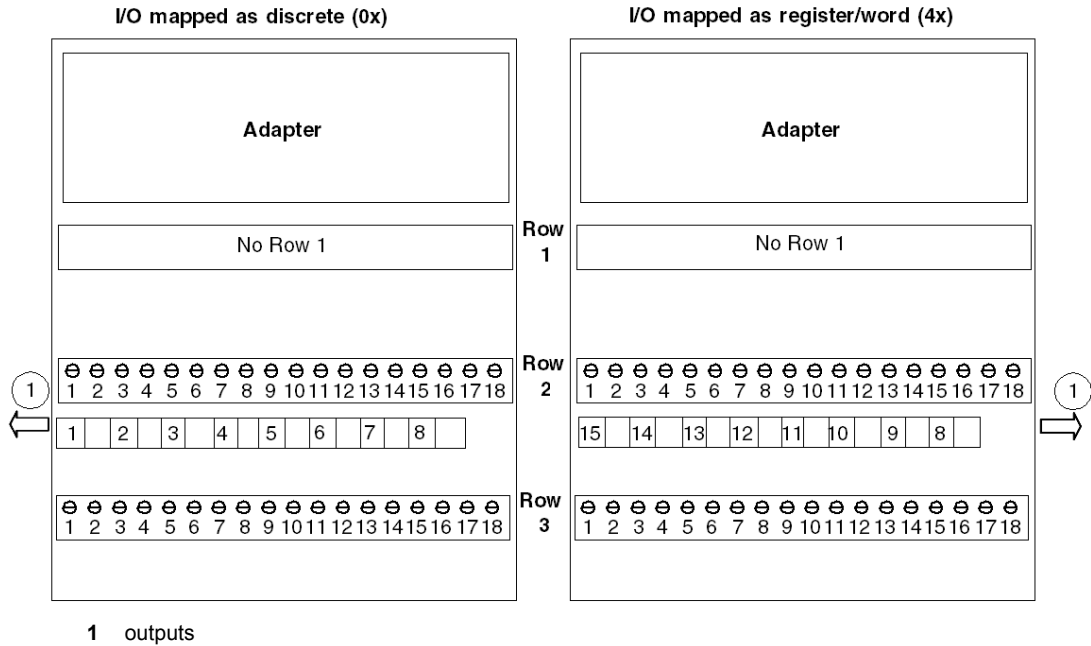 I/O mapped as discrete (0x) I/O mapped as register/word (4x)
Adapter Adapter
Row
1
No Row 1 No Row 1
Row
2
1 2 3 4 5 6 7 8 9 10 11 12 13 14 15 16 17 18 1 2 3 4 5 6 7 8 9 10 11 12 13 14 15 16 17 18
1 1
1 2 3 4 5 6 7 8 15 14 13 12 11 10 9 8
Row
3
1 2 3 4 5 6 7 8 9 10 11 12 13 14 15 16 17 18 1 2 3 4 5 6 7 8 9 10 11 12 13 14 15 16 17 18
1 outputs